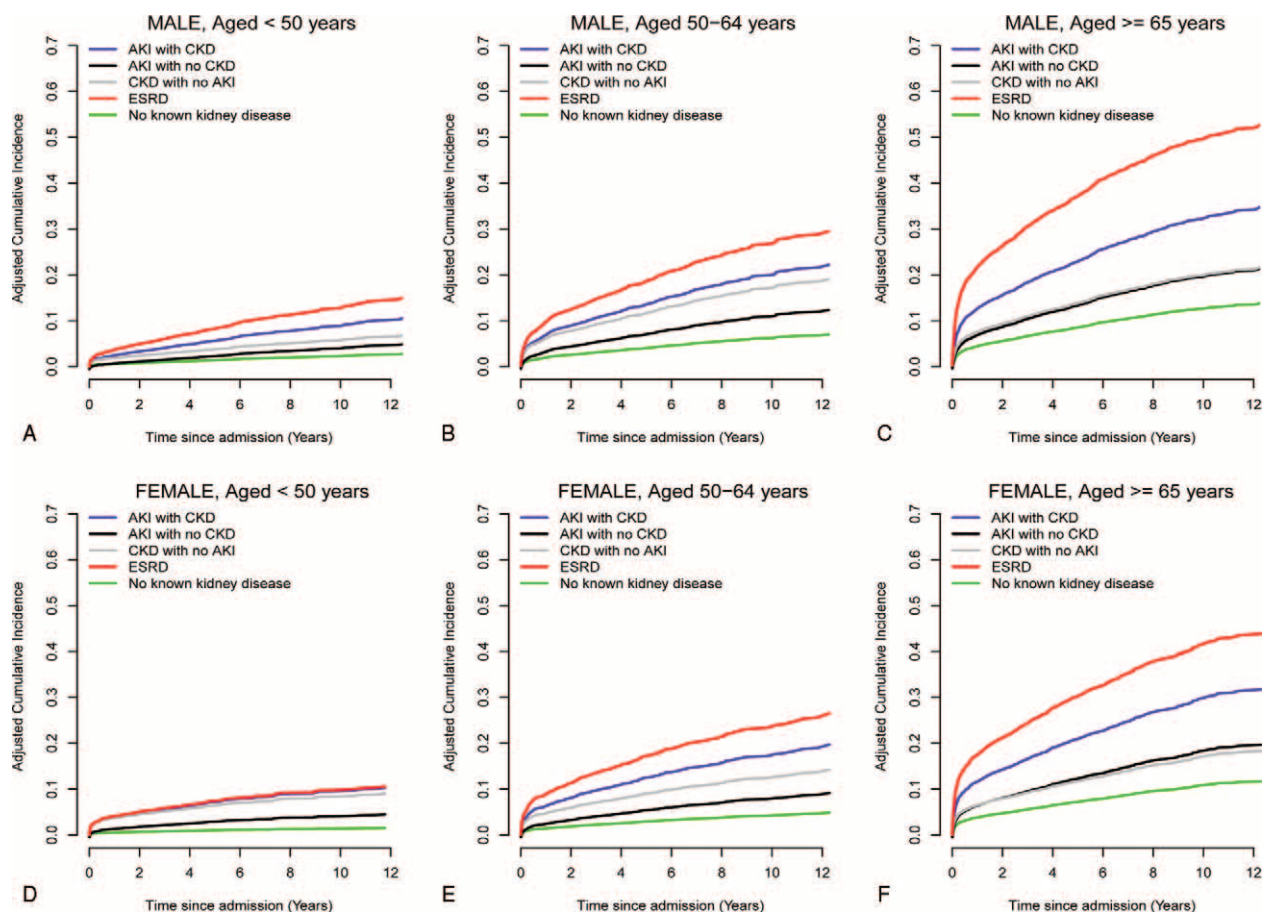 MALE, Aged < 50 years
AKI with CKD
AKI with no CKD
CKD with no AKI
ESRD
No known kidney disease
Adjusted Cumulative Incidence
0.7
0.6
0.5
0.4
0.3
0.2
0.1
0.0
0 2 4 6 8 10 12
Time since admission (Years)
A
MALE, Aged 50−64 years
AKI with CKD
AKI with no CKD
CKD with no AKI
ESRD
No known kidney disease
Adjusted Cumulative Incidence
0.7
0.6
0.5
0.4
0.3
0.2
0.1
0.0
0 2 4 6 8 10 12
Time since admission (Years)
B
MALE, Aged >= 65 years
AKI with CKD
AKI with no CKD
CKD with no AKI
ESRD
No known kidney disease
Adjusted Cumulative Incidence
0.7
0.6
0.5
0.4
0.3
0.2
0.1
0.0
0 2 4 6 8 10 12
Time since admission (Years)
C
FEMALE, Aged < 50 years
AKI with CKD
AKI with no CKD
CKD with no AKI
ESRD
No known kidney disease
Adjusted Cumulative Incidence
0.7
0.6
0.5
0.4
0.3
0.2
0.1
0.0
0 2 4 6 8 10 12
Time since admission (Years)
D
FEMALE, Aged 50−64 years
AKI with CKD
AKI with no CKD
CKD with no AKI
ESRD
No known kidney disease
Adjusted Cumulative Incidence
0.7
0.6
0.5
0.4
0.3
0.2
0.1
0.0
0 2 4 6 8 10 12
Time since admission (Years)
E
FEMALE, Aged >= 65 years
AKI with CKD
AKI with no CKD
CKD with no AKI
ESRD
No known kidney disease
Adjusted Cumulative Incidence
0.7
0.6
0.5
0.4
0.3
0.2
0.1
0.0
0 2 4 6 8 10 12
Time since admission (Years)
F